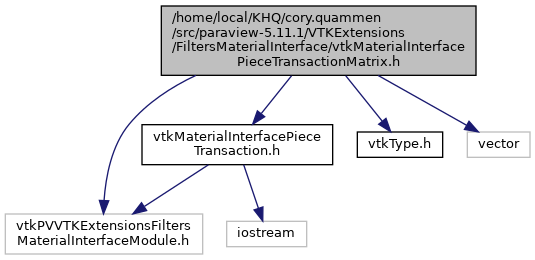 /home/local/KHQ/cory.quammen
/src/paraview-5.11.1/VTKExtensions
/FiltersMaterialInterface/vtkMaterialInterface
PieceTransactionMatrix.h
vtkMaterialInterfacePiece
Transaction.h
vtkType.h
vector
vtkPVVTKExtensionsFilters
MaterialInterfaceModule.h
iostream